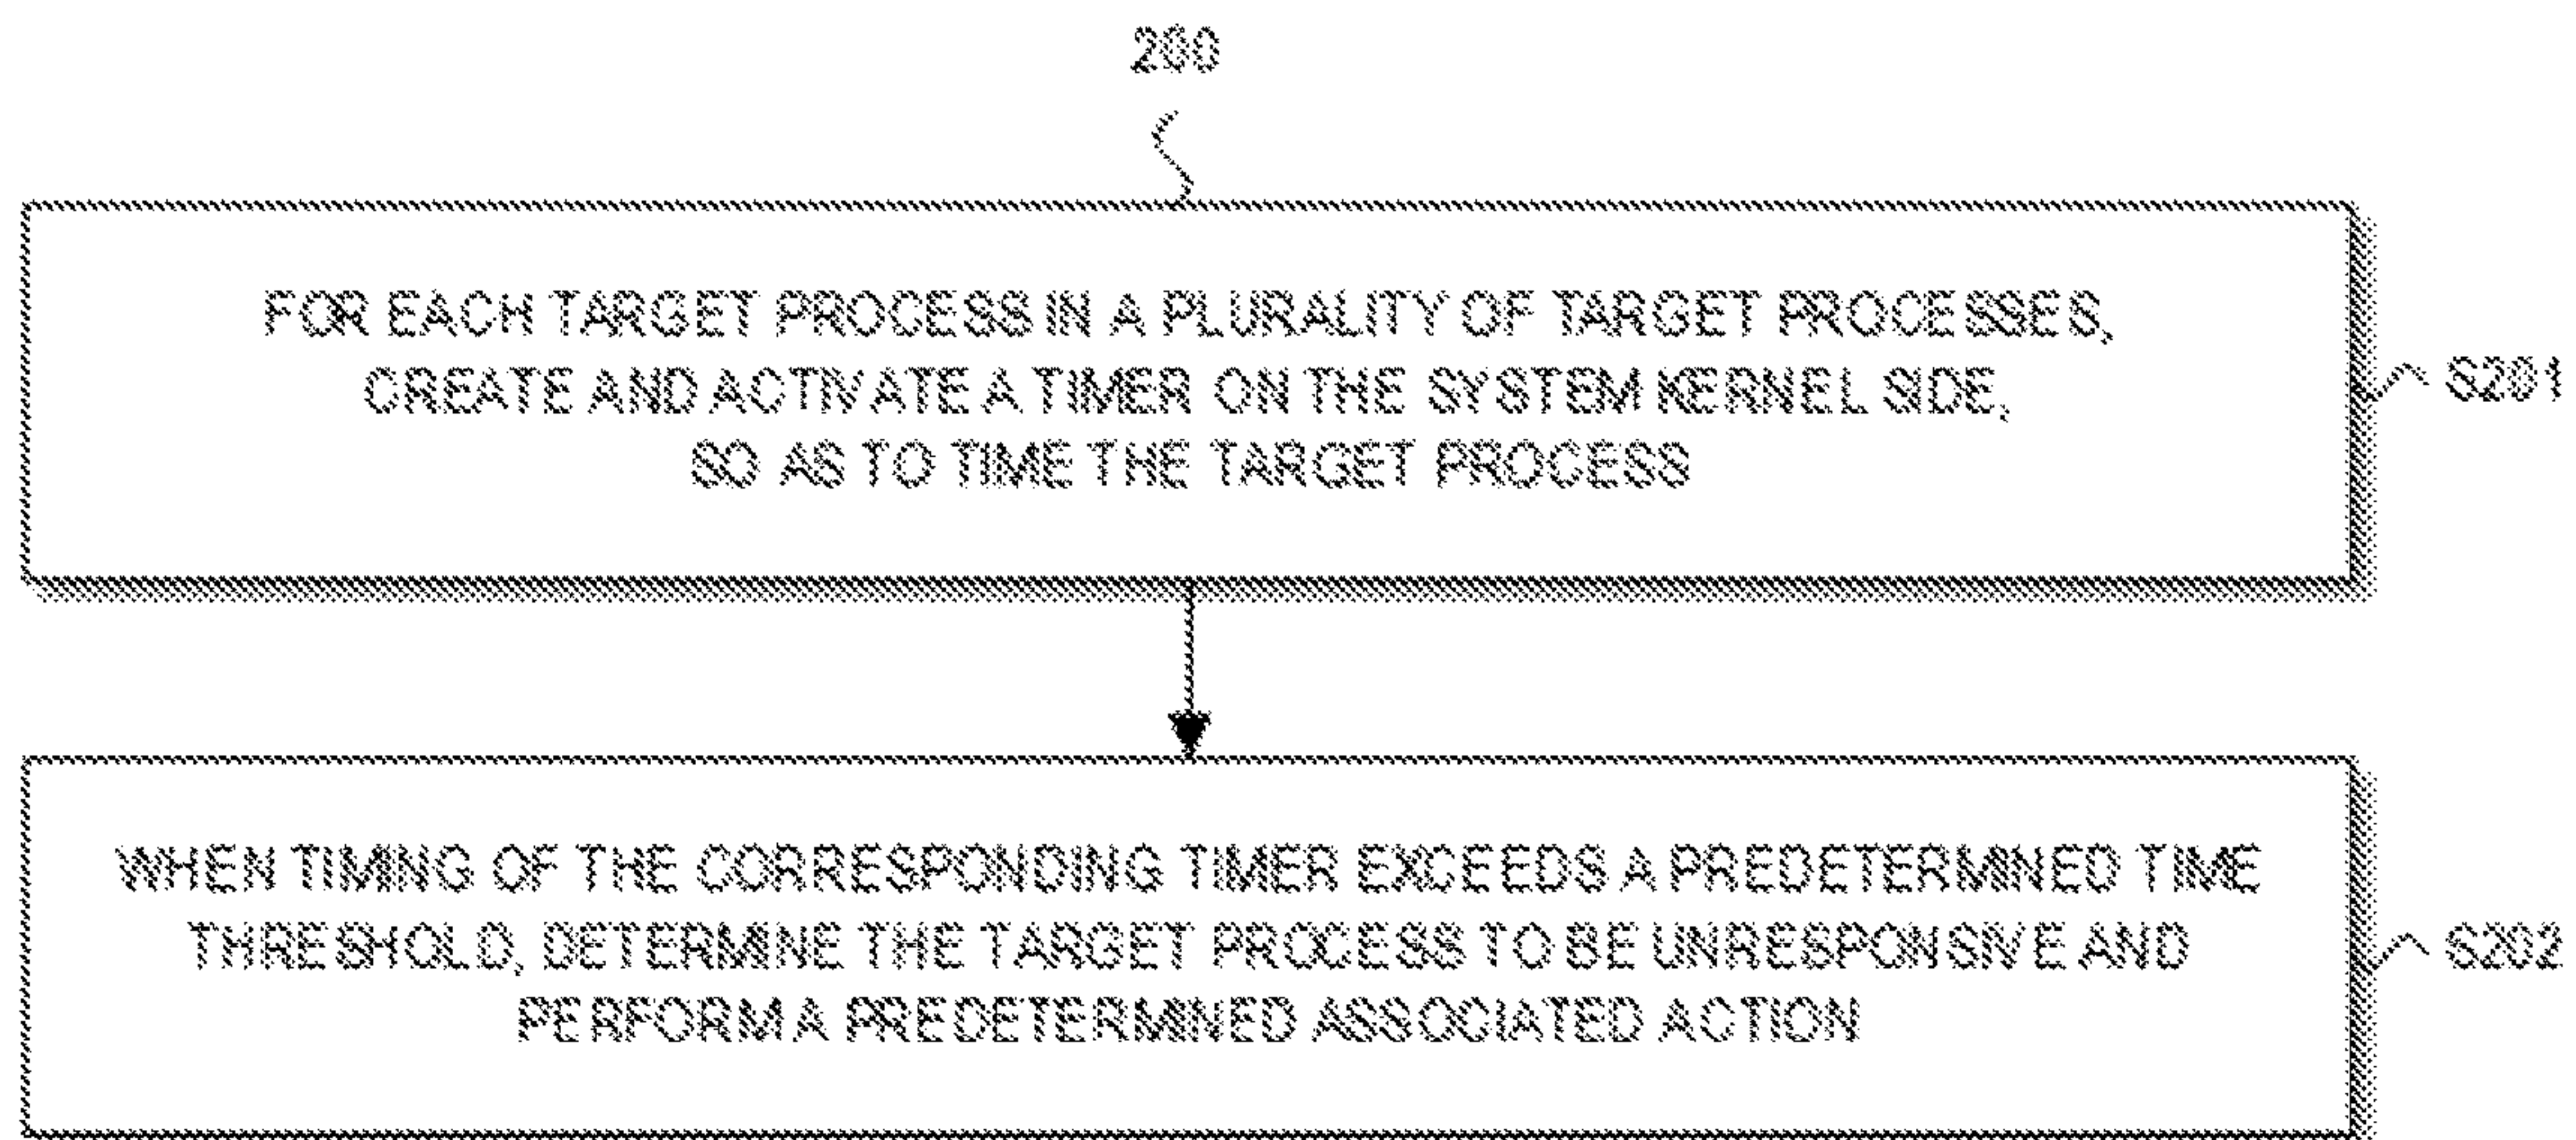 200
FOR EACH TARGET PROCESS IN A PLURALITY OF TARGET PROCESSES,
CREATE AND ACTIVATE A TIMER ON THE SYSTEM KERNEL SIDE,
SO AS TO TIME THE TARGET PROCESS
S201
WHEN TIMING OF THE CORRESPONDING TIMER EXCEEDS A PREDETERMINED TIME
THRESHOLD, DETERMINE THE TARGET PROCESS TO BE UNRESPONSIVE AND
PERFORM A PREDETERMINED ASSOCIATED ACTION
S202